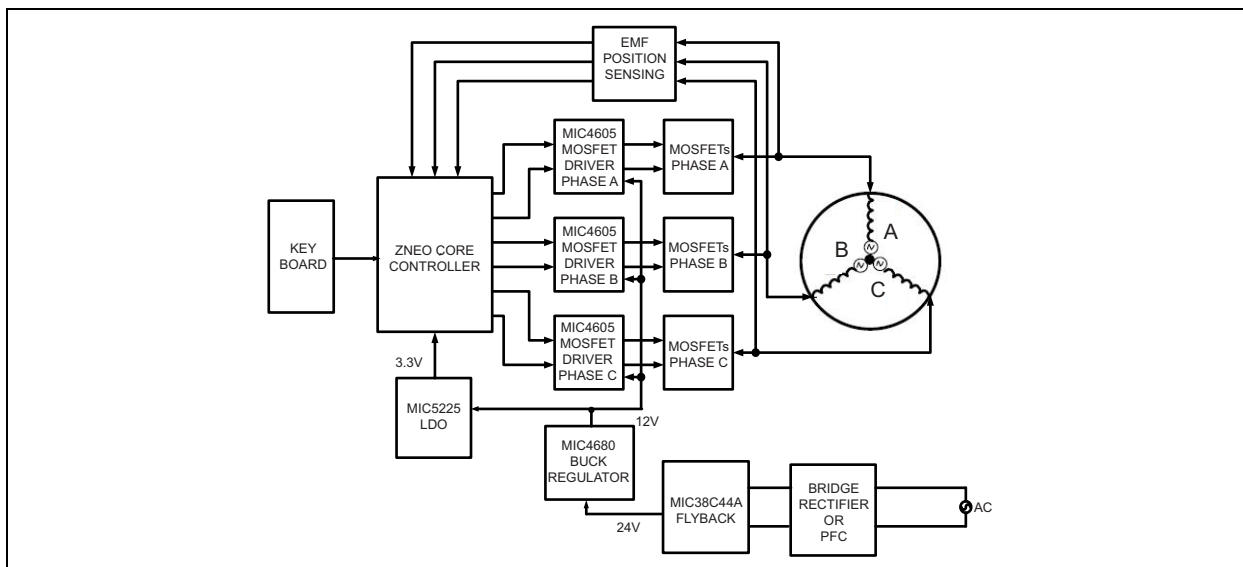 EMF
POSITION
SENSING
MIC4605
MOSFET
DRIVER
PHASE A
MOSFETs
PHASE A
KEY
BOARD
ZNEO CORE
CONTROLLER
MIC4605
MOSFET
DRIVER
PHASE B
MOSFETs
PHASE B
A
B
C
MIC4605
MOSFET
DRIVER
PHASE C
MOSFETs
PHASE C
3.3V
MIC5225
LDO
12V
MIC4680
BUCK
REGULATOR
24V
MIC38C44A
FLYBACK
BRIDGE
RECTIFIER
OR
PFC
AC